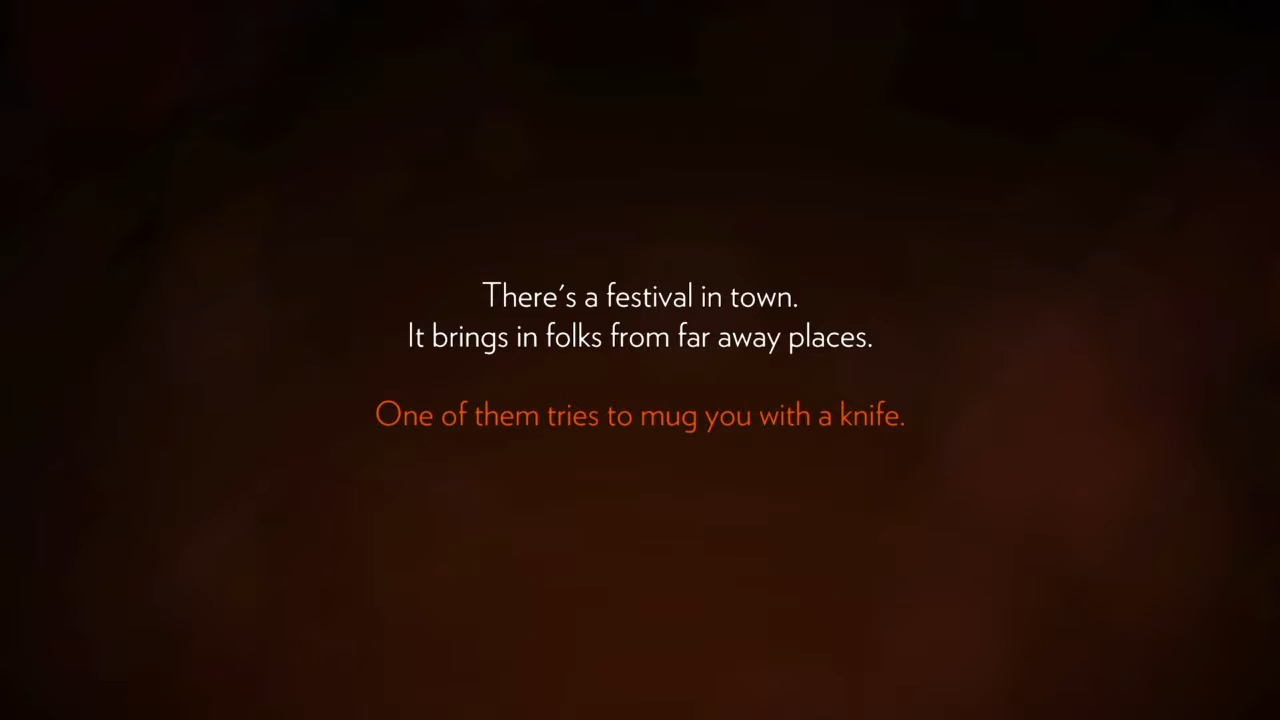 There's a festival in town.
It brings in folks from far away places.
One of them tries to mug you with a knife.